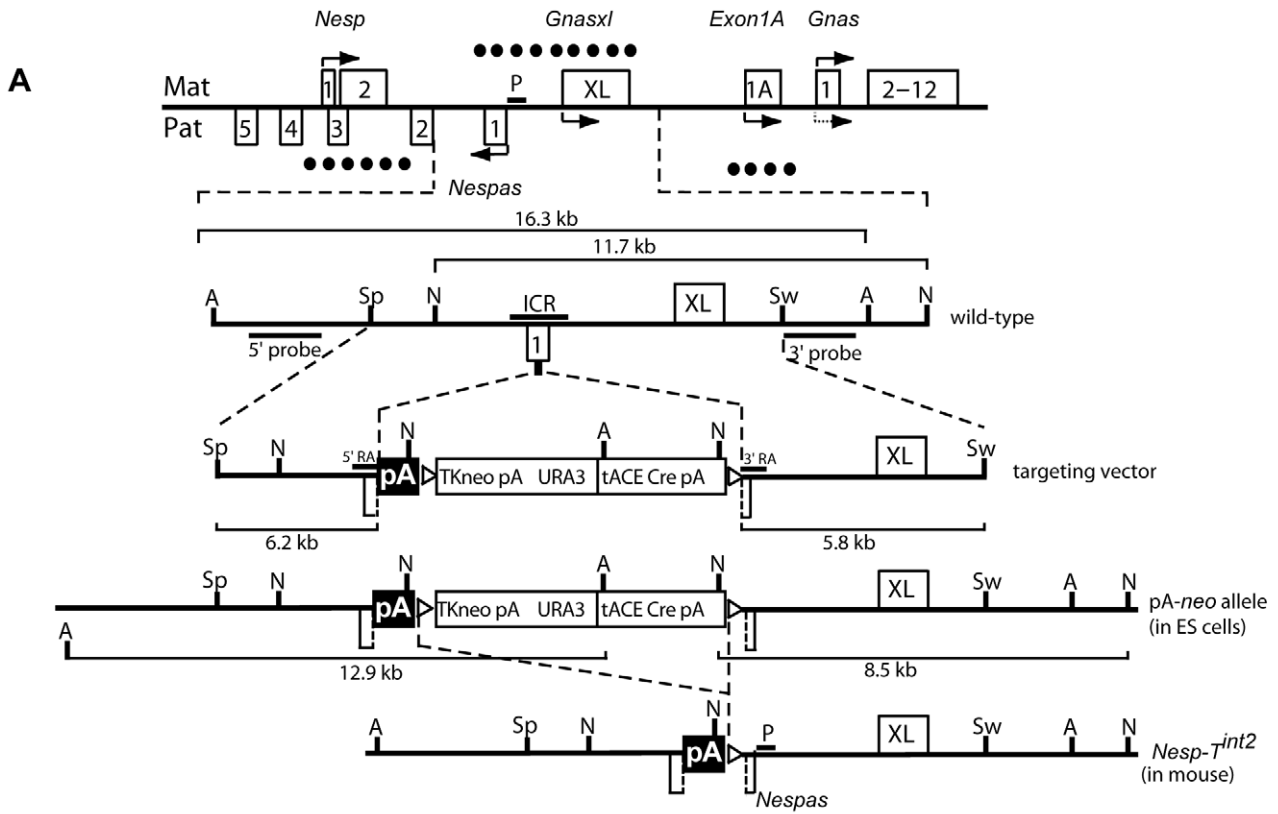 Nesp Gnasxl Exon1A Gnas
A
Mat 1 2 P XL 1A 1 2–12
Pat 5 4 3 2 1
Nespas
16.3 kb
11.7 kb
A Sp N ICR XL Sw A N
wild-type
5' probe 1 3' probe
Sp N 5' RA N A N 3' RA XL Sw
pA TKneo pA URA3 tACE Cre pA targeting vector
6.2 kb 5.8 kb
Sp N N A N XL Sw A N
pA TKneo pA URA3 tACE Cre pA pA-neo allele
(in ES cells)
A
12.9 kb 8.5 kb
A Sp N N P XL Sw A N
pA Nesp-Tint2
(in mouse)
Nespas